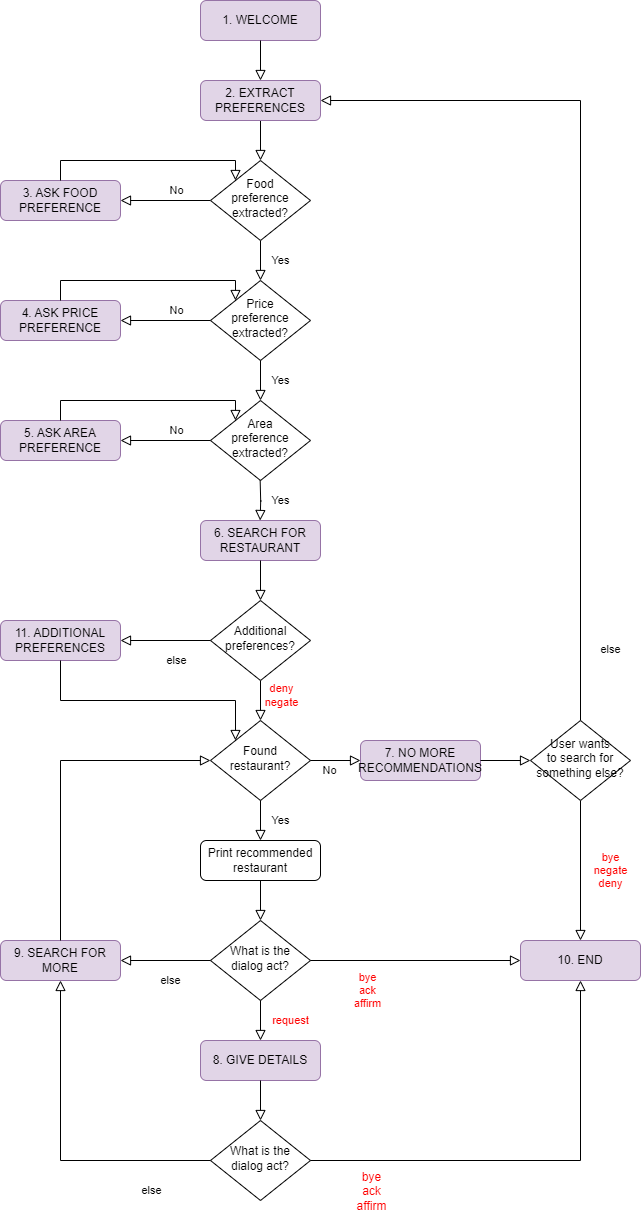 1. WELCOME
2. EXTRACT
PREFERENCES
Food
preference
extracted?
No
3. ASK FOOD
PREFERENCE
Yes
Price
preference
extracted?
No
4. ASK PRICE
PREFERENCE
Yes
Area
preference
extracted?
No
5. ASK AREA
PREFERENCE
Yes
6. SEARCH FOR
RESTAURANT
Additional
preferences?
11. ADDITIONAL
PREFERENCES
else
else
deny
negate
Found
restaurant?
No
7. NO MORE
RECOMMENDATIONS
User wants
to search for
something else?
Yes
Print recommended
restaurant
bye
negate
deny
What is the
dialog act?
9. SEARCH FOR
MORE
else
bye
ack
affirm
10. END
request
8. GIVE DETAILS
What is the
dialog act?
else
bye
ack
affirm